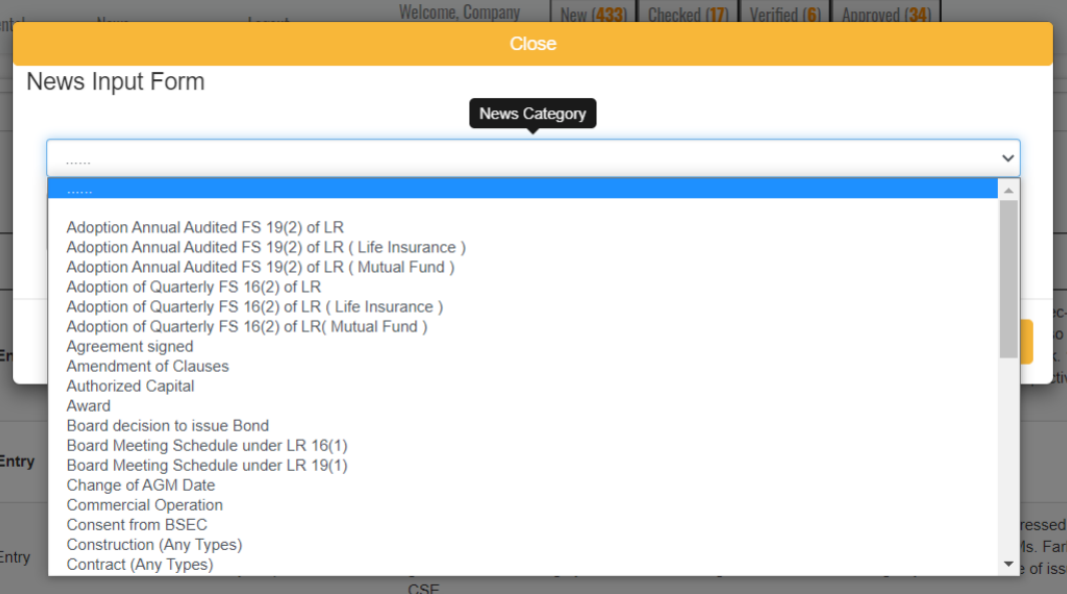 News
Welcome, Company
New (433) Checked (17) Verified (6) Approved (34)
Close
News Input Form
News Category
......
......
Adoption Annual Audited FS 19(2) of LR
Adoption Annual Audited FS 19(2) of LR ( Life Insurance )
Adoption Annual Audited FS 19(2) of LR ( Mutual Fund )
Adoption of Quarterly FS 16(2) of LR
Adoption of Quarterly FS 16(2) of LR ( Life Insurance )
Adoption of Quarterly FS 16(2) of LR( Mutual Fund )
Agreement signed
Amendment of Clauses
Authorized Capital
Award
Board decision to issue Bond
Board Meeting Schedule under LR 16(1)
Board Meeting Schedule under LR 19(1)
Entry
Change of AGM Date
Commercial Operation
Consent from BSEC
ressed
Construction (Any Types)
Ms. Far
Entry
Contract (Any Types)
e of iss
CSE